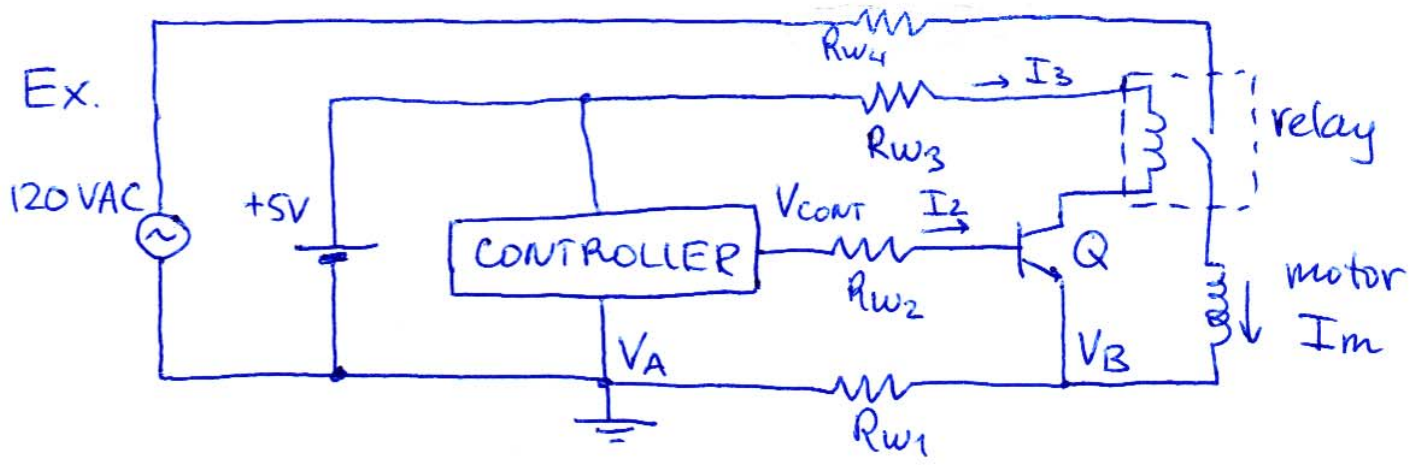 Ex.
120 VAC
+5V
CONTROLLER
VCONT
I2
RW4
I3
RW3
RW2
RW1
VA
VB
Q
relay
motor
Im